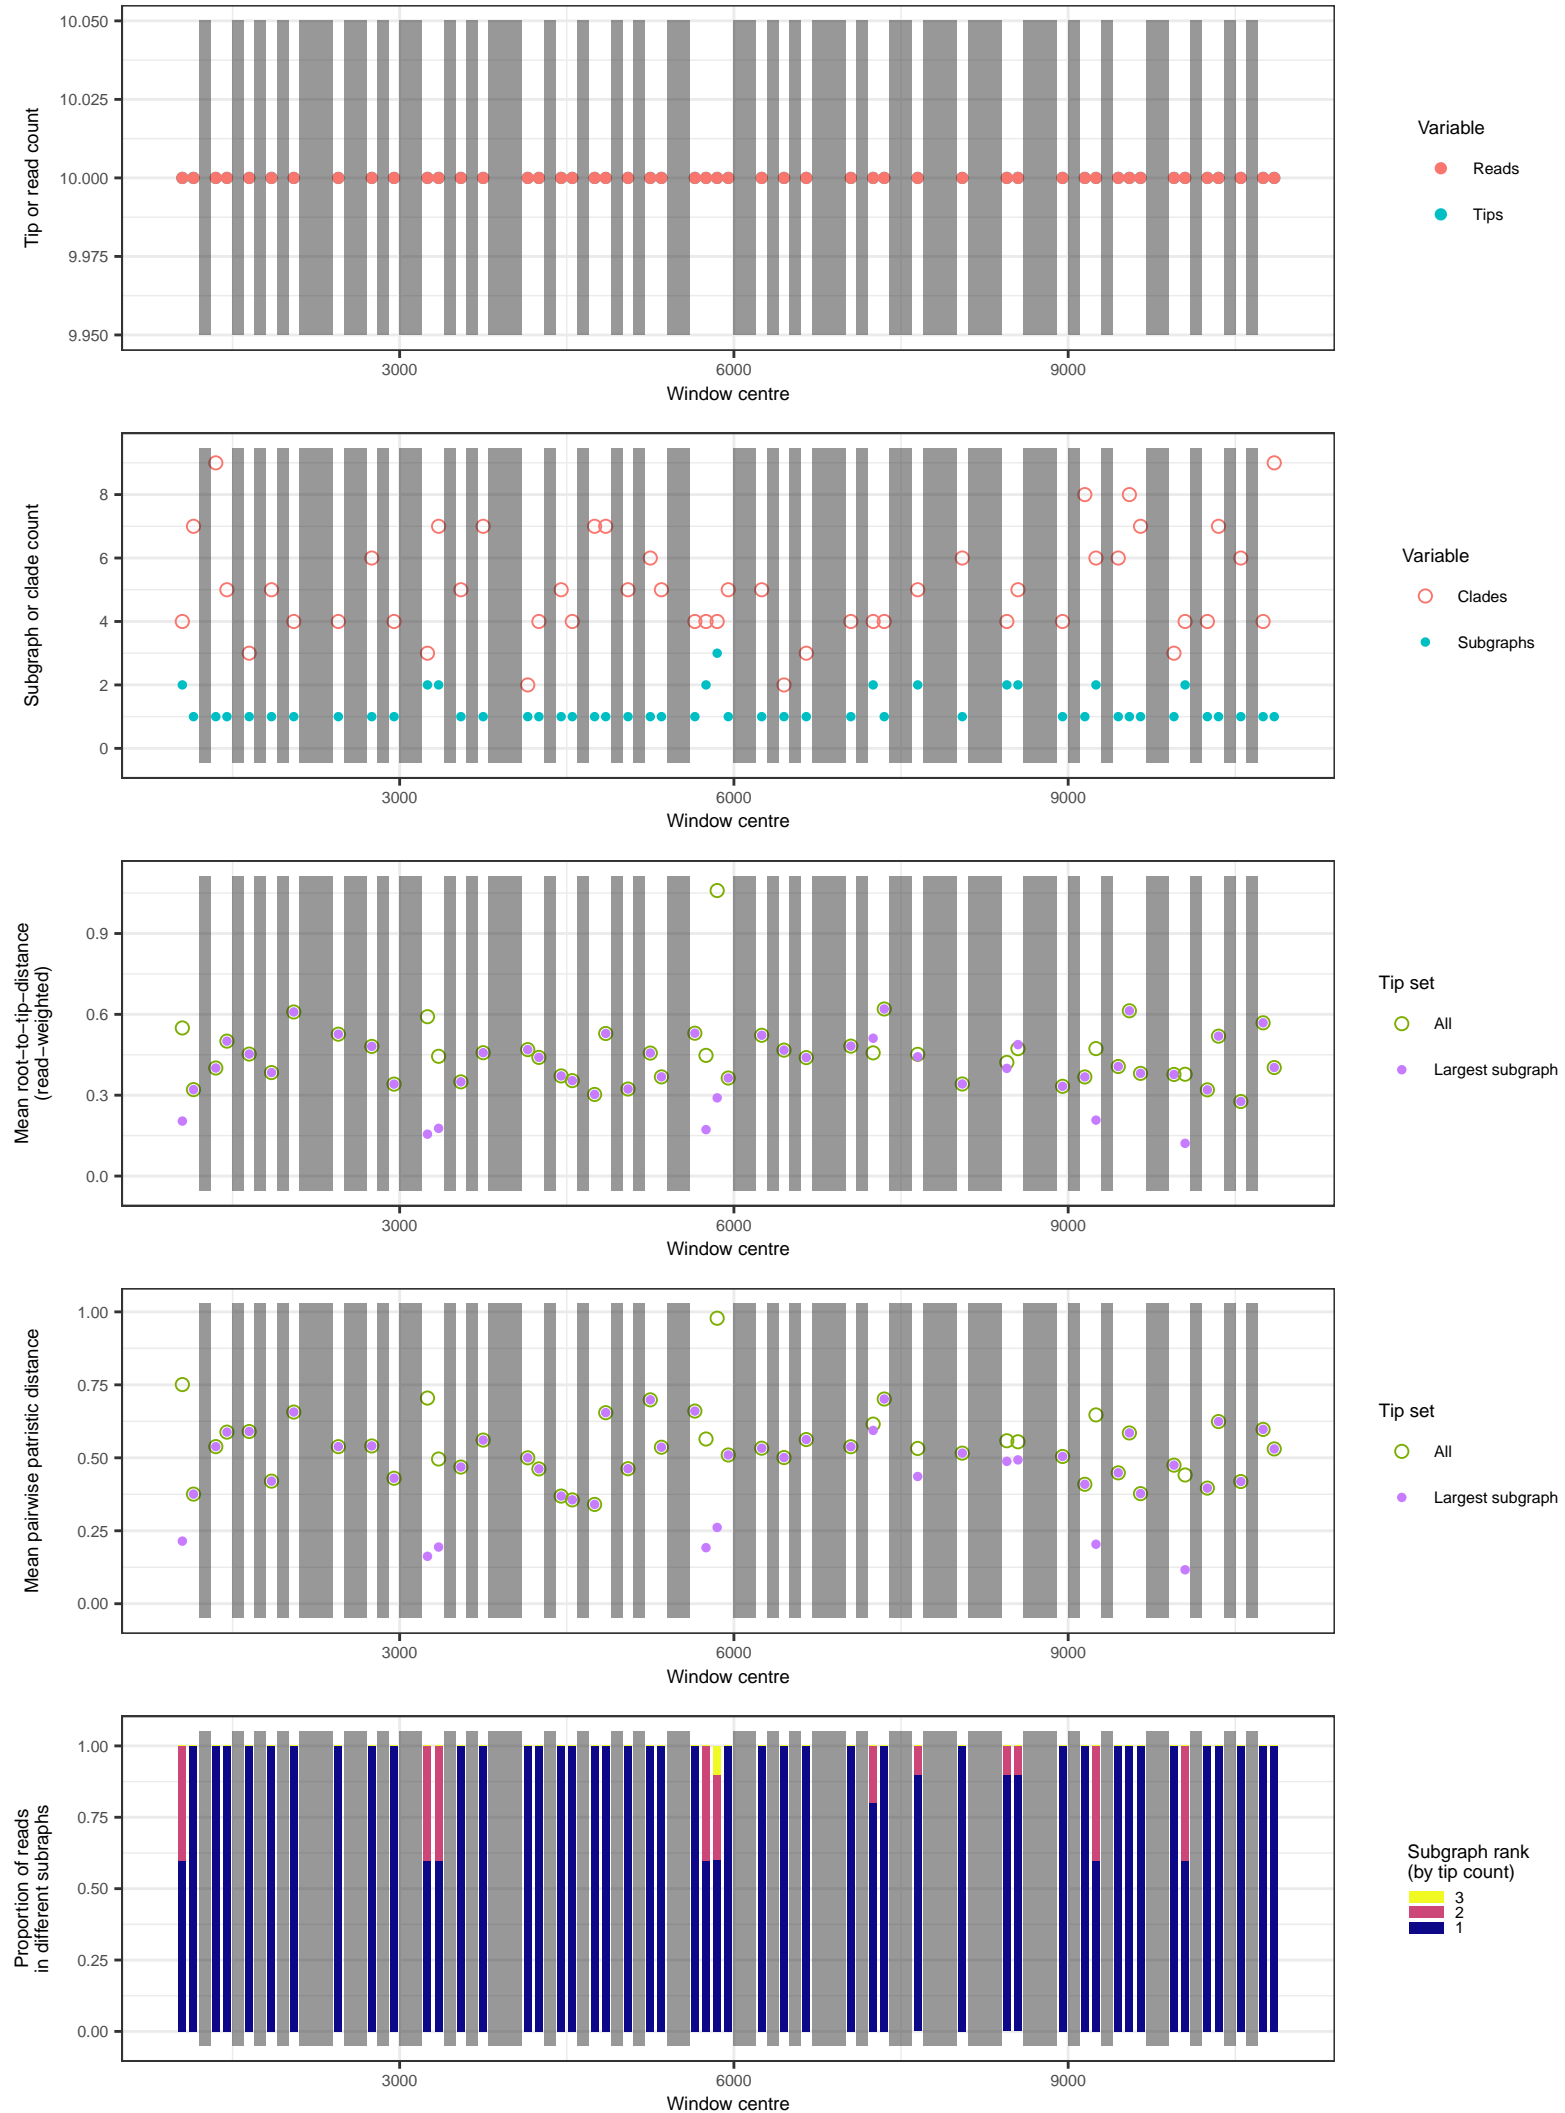 10.050
10.025
10.000
9.975
9.950
Tip or read count
3000
6000
9000
Window centre
Variable
Reads
Tips
8
6
4
2
0
Subgraph or clade count
3000
6000
9000
Window centre
Variable
Clades
Subgraphs
0.9
0.6
0.3
0.0
Mean root−to−tip−distance
(read−weighted)
3000
6000
9000
Window centre
Tip set
All
Largest subgraph
1.00
0.75
0.50
0.25
0.00
Mean pairwise patristic distance
3000
6000
9000
Window centre
Tip set
All
Largest subgraph
1.00
0.75
0.50
0.25
0.00
Proportion of reads
in different subraphs
3000
6000
9000
Window centre
Subgraph rank
(by tip count)
3
2
1